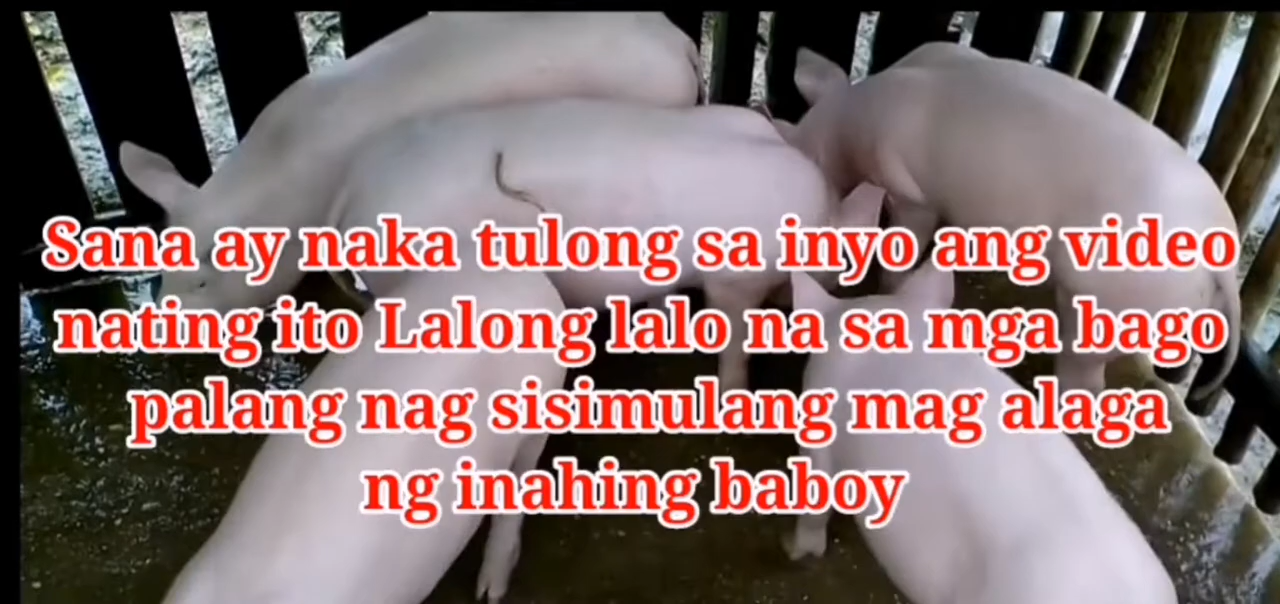 Sana ay naka tulong sa inyo ang video
nating ito Lalong lalo na sa mga bago
palang nag sisimulang mag alaga
ng inahing baboy